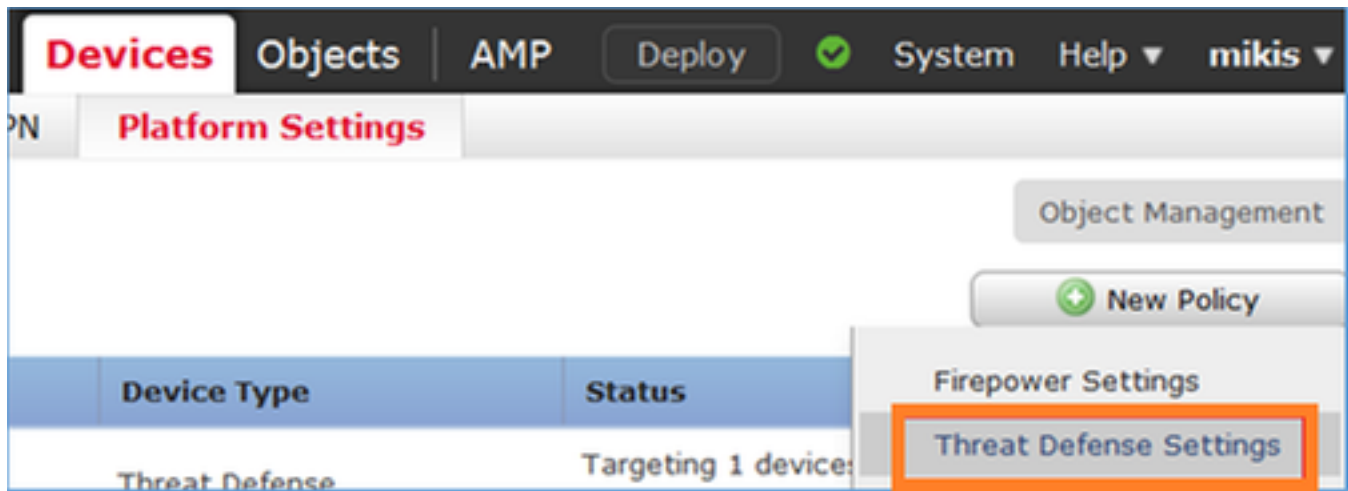 Devices Objects AMP Deploy System Help mikis
PN Platform Settings
Object Management
New Policy
Device Type Status
Firepower Settings
Threat Defense Settings
Threat Defense Targeting 1 device